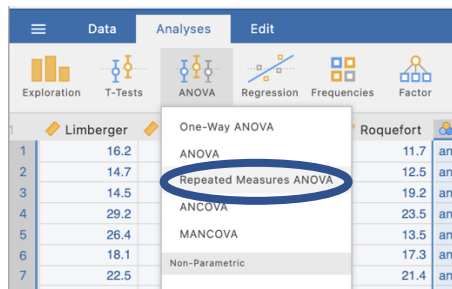 Data Analyses Edit
Exploration T-Tests ANOVA Regression Frequencies Factor
Limberger Roquefort
One-Way ANOVA
ANOVA
Repeated Measures ANOVA
ANCOVA
MANCOVA
Non-Parametric
1 16.2 11.7 an
2 14.7 12.5 an
3 14.5 19.2 an
4 29.2 23.5 an
5 26.4 13.5 an
6 18.1 17.3 an
7 22.5 21.4 an